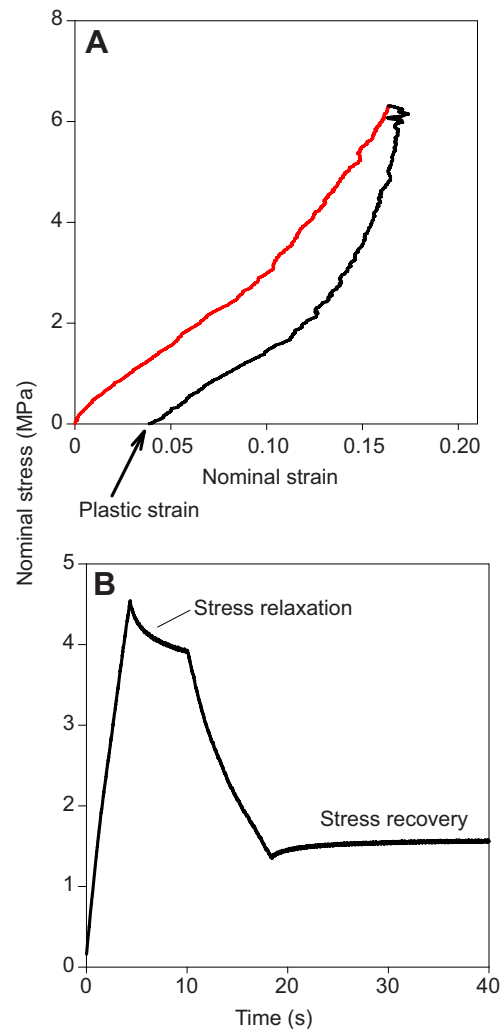 A
8
6
4
2
0
0
0.05
0.10
0.15
0.20
Nominal strain
Plastic strain
Nominal stress (MPa)
B
5
4
3
2
1
0
Stress relaxation
Stress recovery
0
10
20
30
40
Time (s)